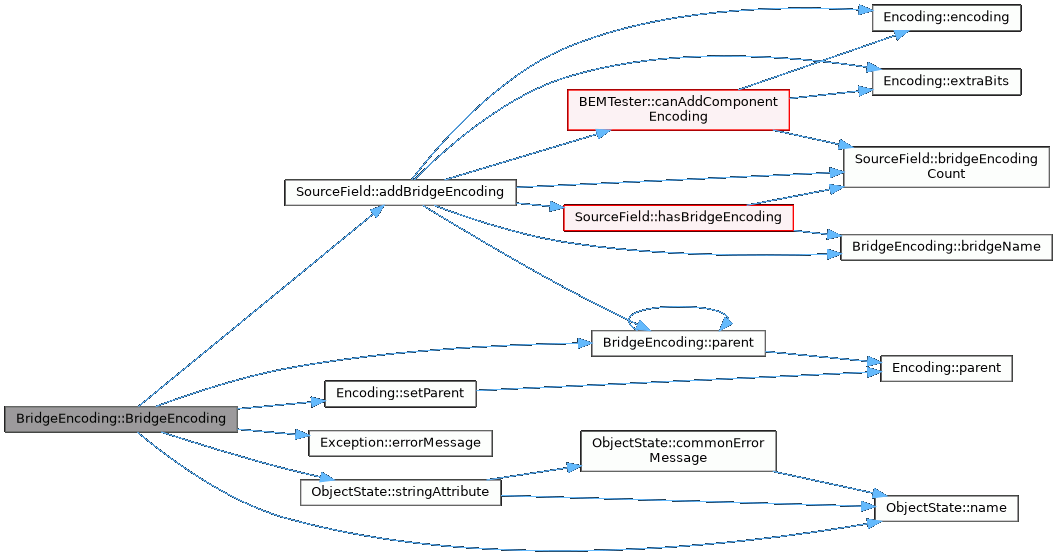 Encoding::encoding
Encoding::extraBits
BEMTester::canAddComponent
Encoding
SourceField::bridgeEncoding
Count
SourceField::addBridgeEncoding
SourceField::hasBridgeEncoding
BridgeEncoding::bridgeName
BridgeEncoding::parent
Encoding::parent
Encoding::setParent
BridgeEncoding::BridgeEncoding
Exception::errorMessage
ObjectState::commonError
Message
ObjectState::stringAttribute
ObjectState::name